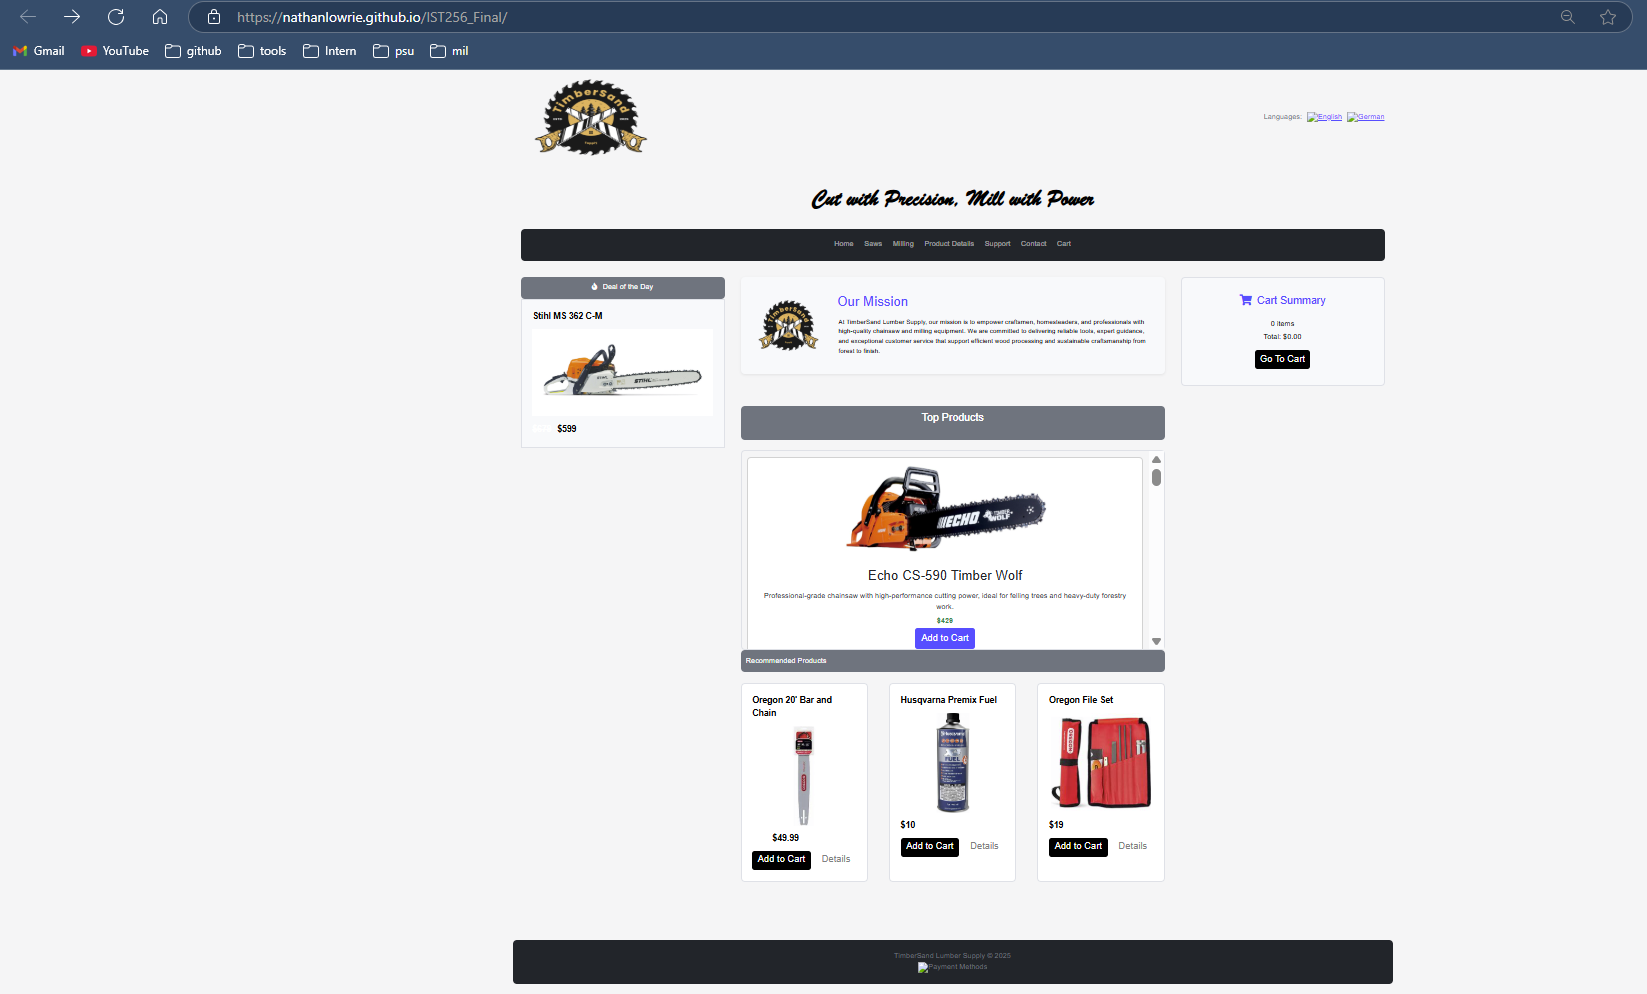 https://nathanlowrie.github.io/IST256_Final/
Gmail
YouTube
github
tools
Intern
psu
mil
TimberSand
Languages:
English
German
Cut with Precision, Mill with Power
Home
Saws
Milling
Product Details
Support
Contact
Cart
Deal of the Day
Stihl MS 362 C-M
STIHL
$599
TimberSand
Our Mission
At TimberSand Lumber Supply, our mission is to empower craftsmen, homesteaders, and professionals with
high-quality chainsaw and milling equipment. We are committed to delivering reliable tools, expert guidance,
and exceptional customer service that support efficient wood processing and sustainable craftsmanship from
forest to finish.
Cart Summary
0 items
Total: $0.00
Go To Cart
Top Products
ECHO TIMBER WOLF
Echo CS-590 Timber Wolf
Professional-grade chainsaw with high-performance cutting power, ideal for felling trees and heavy-duty forestry
work.
$429
Add to Cart
Recommended Products
Oregon 20' Bar and
Chain
$49.99
Add to Cart
Details
Husqvarna Premix Fuel
Husqvarna
FUEL
$10
Add to Cart
Details
Oregon File Set
OREGON
$19
Add to Cart
Details
TimberSand Lumber Supply © 2025
Payment Methods